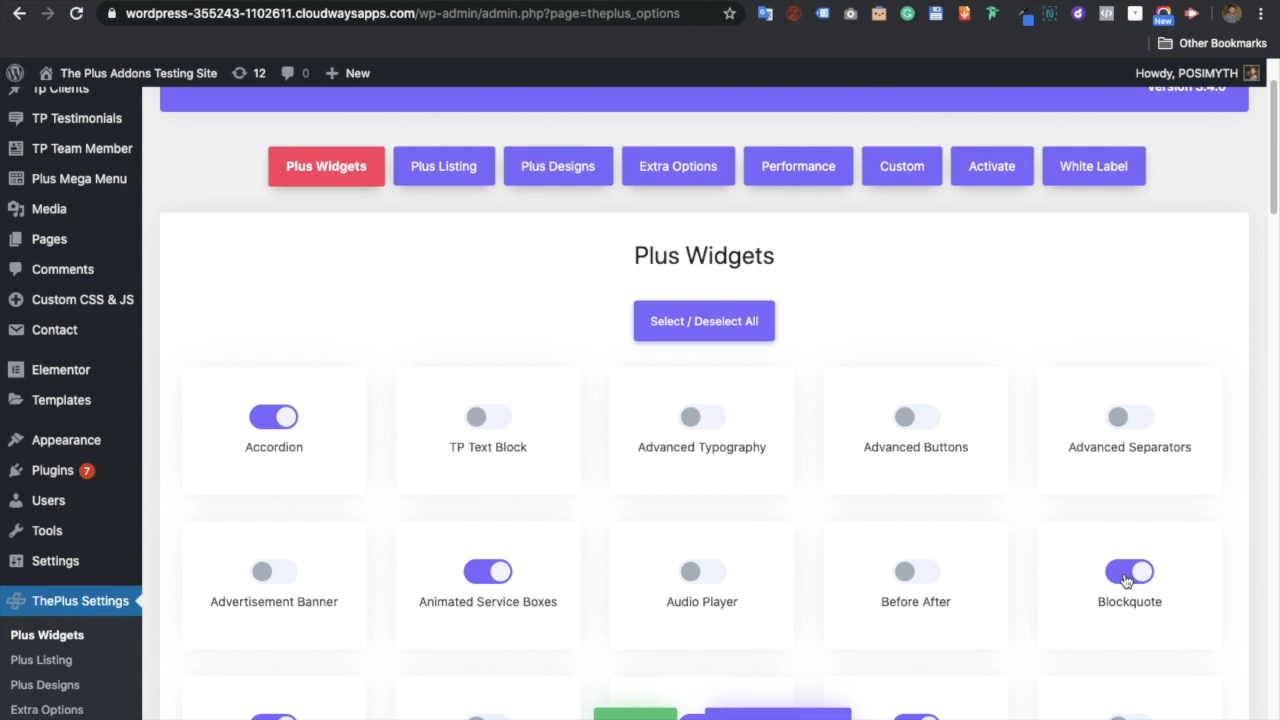 wordpress-355243-1102611.cloudwaysapps.com/wp-admin/admin.php?page=theplus_options
New
Other Bookmarks
The Plus Addons Testing Site 12 0 New Howdy, POSIMYTH
Tp Clients
Version 3.4.0
TP Testimonials
TP Team Member
Plus Mega Menu
Media
Pages
Comments
Custom CSS & JS
Contact
Elementor
Templates
Appearance
Plugins 7
Users
Tools
Settings
ThePlus Settings
Plus Widgets
Plus Listing
Plus Designs
Extra Options
Plus Widgets Plus Listing Plus Designs Extra Options Performance Custom Activate White Label
Plus Widgets
Select / Deselect All
Accordion TP Text Block Advanced Typography Advanced Buttons Advanced Separators
Advertisement Banner Animated Service Boxes Audio Player Before After Blockquote